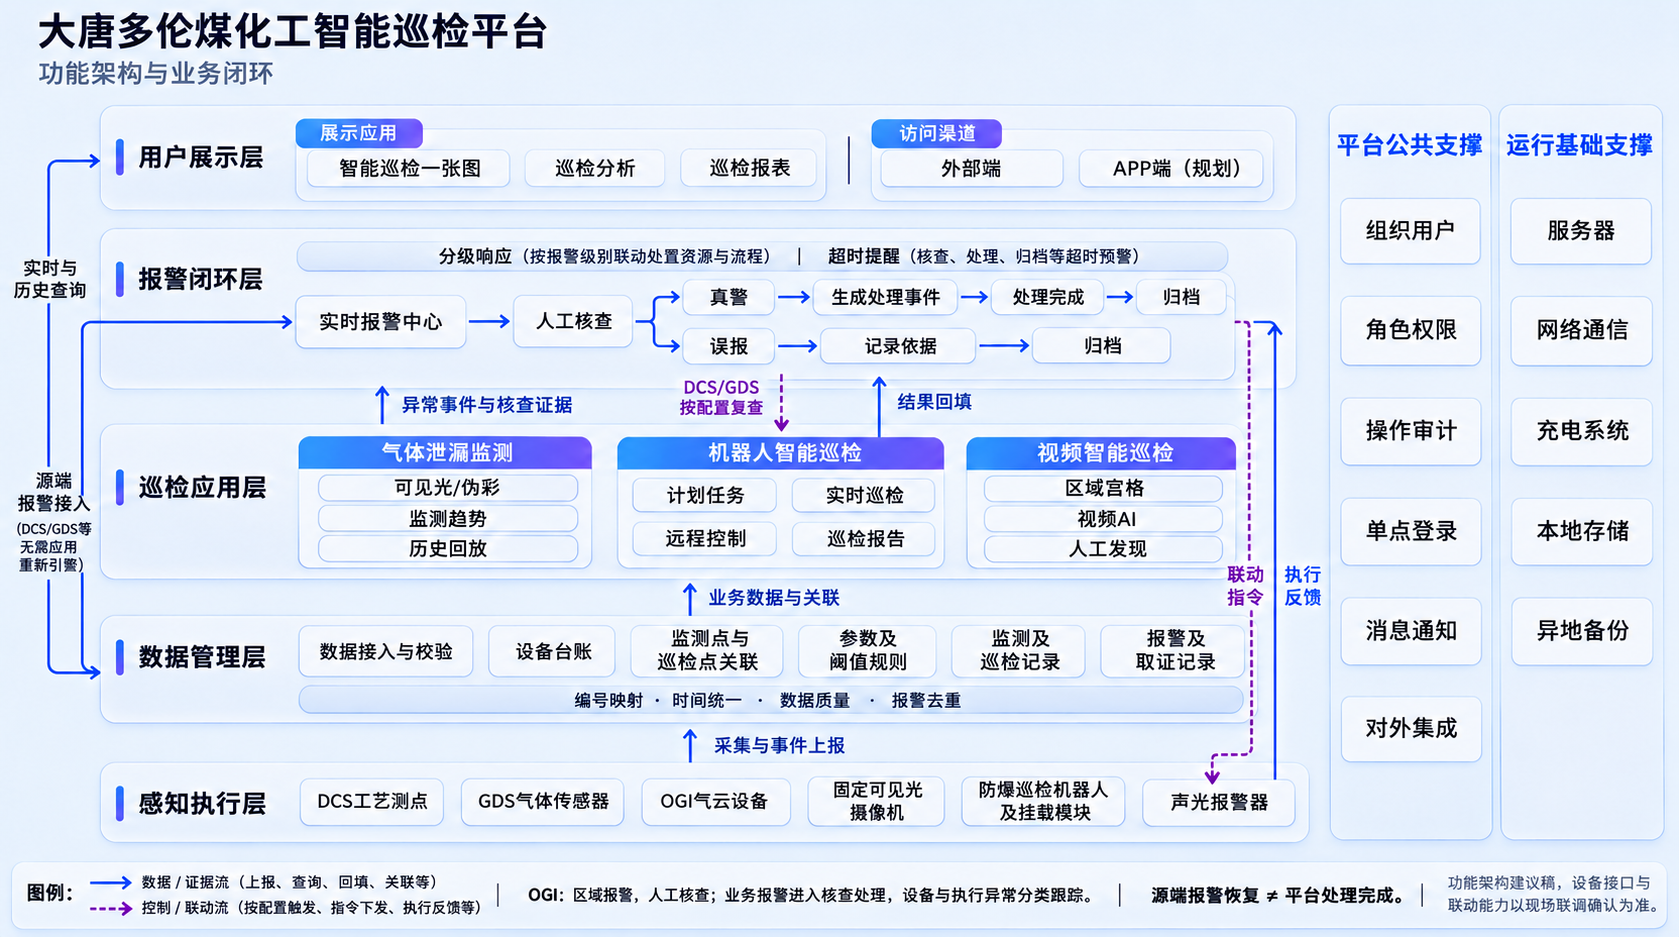 大唐多伦煤化工智能巡检平台
功能架构与业务闭环
用户展示层
展示应用
智能巡检一张图
巡检分析
巡检报表
访问渠道
外部端
APP端（规划）
实时与
历史查询
报警闭环层
分级响应（按报警级别联动处置资源与流程） | 超时提醒（核查、处理、归档等超时预警）
实时报警中心
人工核查
真警
生成处理事件
处理完成
归档
误报
记录依据
归档
异常事件与核查证据
DCS/GDS
按配置复查
结果回填
源端
报警接入
(DCS/GDS等
无需应用
重新引警)
巡检应用层
气体泄漏监测
可见光/伪彩
监测趋势
历史回放
机器人智能巡检
计划任务
实时巡检
远程控制
巡检报告
视频智能巡检
区域宫格
视频AI
人工发现
联动
指令
执行
反馈
业务数据与关联
数据管理层
数据接入与校验
设备台账
监测点与
巡检点关联
参数及
阈值规则
监测及
巡检记录
报警及
取证记录
编号映射 · 时间统一 · 数据质量 · 报警去重
采集与事件上报
感知执行层
DCS工艺测点
GDS气体传感器
OGI气云设备
固定可见光
摄像机
防爆巡检机器人
及挂载模块
声光报警器
平台公共支撑
组织用户
角色权限
操作审计
单点登录
消息通知
对外集成
运行基础支撑
服务器
网络通信
充电系统
本地存储
异地备份
图例：
数据 / 证据流（上报、查询、回填、关联等）
控制 / 联动流（按配置触发、指令下发、执行反馈等）
OGI：区域报警，人工核查；业务报警进入核查处理，设备与执行异常分类跟踪。
源端报警恢复 ≠ 平台处理完成。
功能架构建议稿，设备接口与
联动能力以现场联调确认为准。